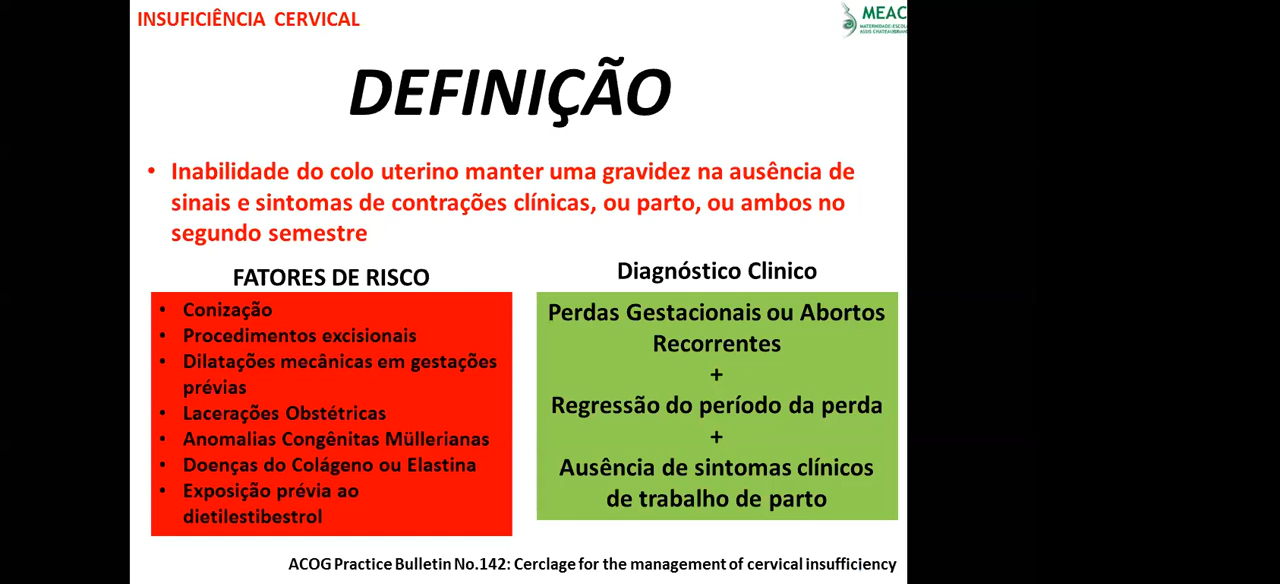 INSUFICIÊNCIA CERVICAL
MEAC
MATERNIDADE-ESCOLA
ASSIS CHATEAUBRIAND
DEFINIÇÃO
• Inabilidade do colo uterino manter uma gravidez na ausência de
sinais e sintomas de contrações clínicas, ou parto, ou ambos no
segundo semestre
FATORES DE RISCO
• Conização
• Procedimentos excisionais
• Dilatações mecânicas em gestações
prévias
• Lacerações Obstétricas
• Anomalias Congênitas Müllerianas
• Doenças do Colágeno ou Elastina
• Exposição prévia ao
dietilestibestrol
Diagnóstico Clinico
Perdas Gestacionais ou Abortos
Recorrentes
+
Regressão do período da perda
+
Ausência de sintomas clínicos
de trabalho de parto
ACOG Practice Bulletin No.142: Cerclage for the management of cervical insufficiency